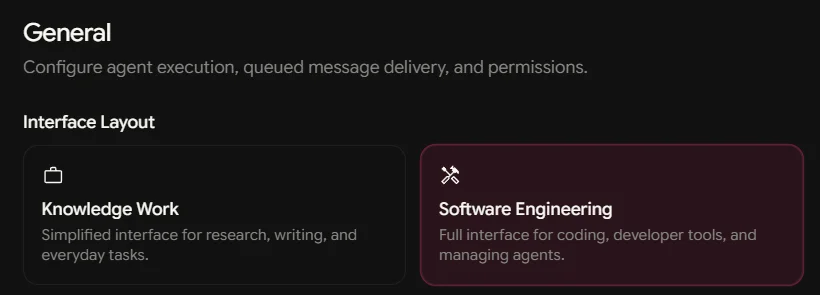 General
Configure agent execution, queued message delivery, and permissions.
Interface Layout
Knowledge Work
Simplified interface for research, writing, and
everyday tasks.
Software Engineering
Full interface for coding, developer tools, and
managing agents.